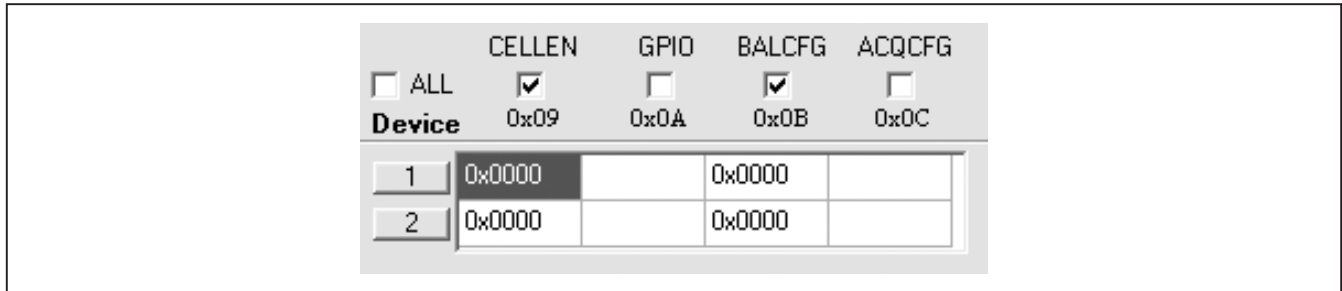 CELLEN GPIO BALCFG ACQCFG
ALL
Device 0x09 0x0A 0x0B 0x0C
1 0x0000 0x0000
2 0x0000 0x0000